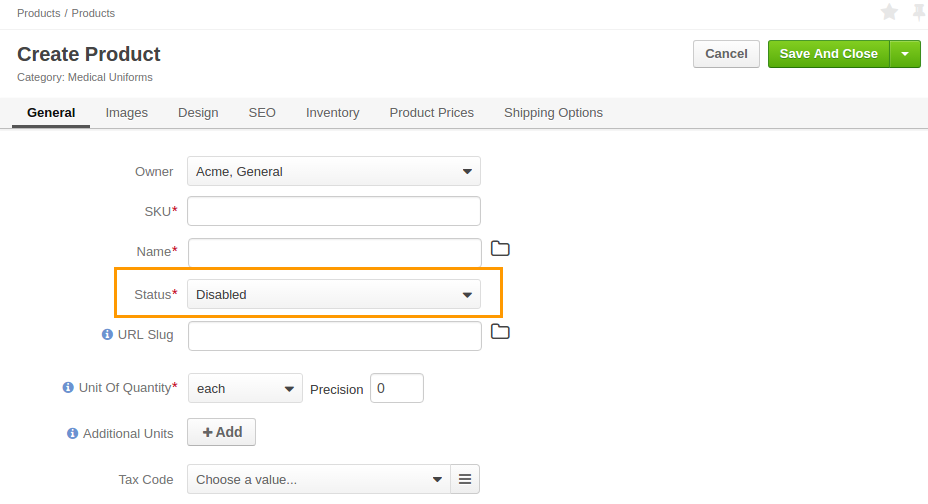 Products / Products
Create Product
Cancel
Save And Close
Category: Medical Uniforms
General Images Design SEO Inventory Product Prices Shipping Options
Owner Acme, General
SKU*
Name*
Status* Disabled
URL Slug
Unit Of Quantity* each Precision 0
Additional Units + Add
Tax Code Choose a value...